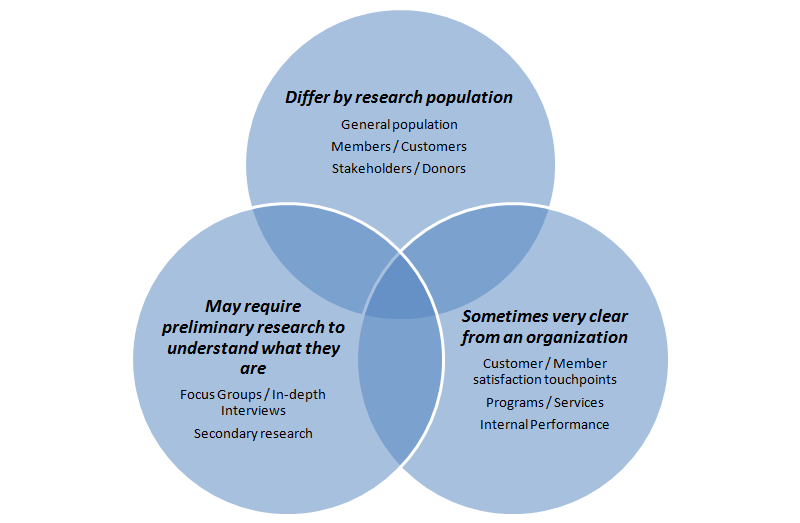 Differ by research population
General population
Members / Customers
Stakeholders / Donors
May require
preliminary research to
understand what they
are
Focus Groups / In-depth
Interviews
Secondary research
Sometimes very clear
from an organization
Customer / Member
satisfaction touchpoints
Programs / Services
Internal Performance